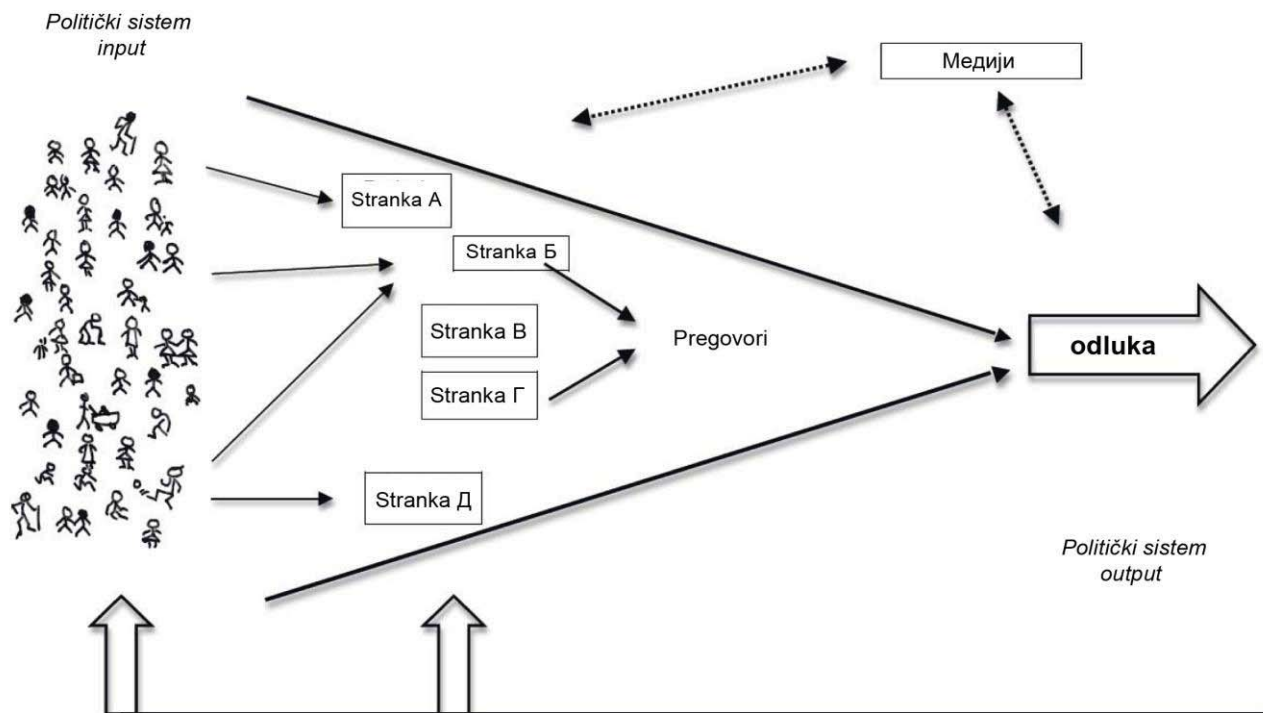 Politički sistem
input
Медији
Stranka А
Stranka Б
Stranka В
Pregovori
odluka
Stranka Г
Stranka Д
Politički sistem
output